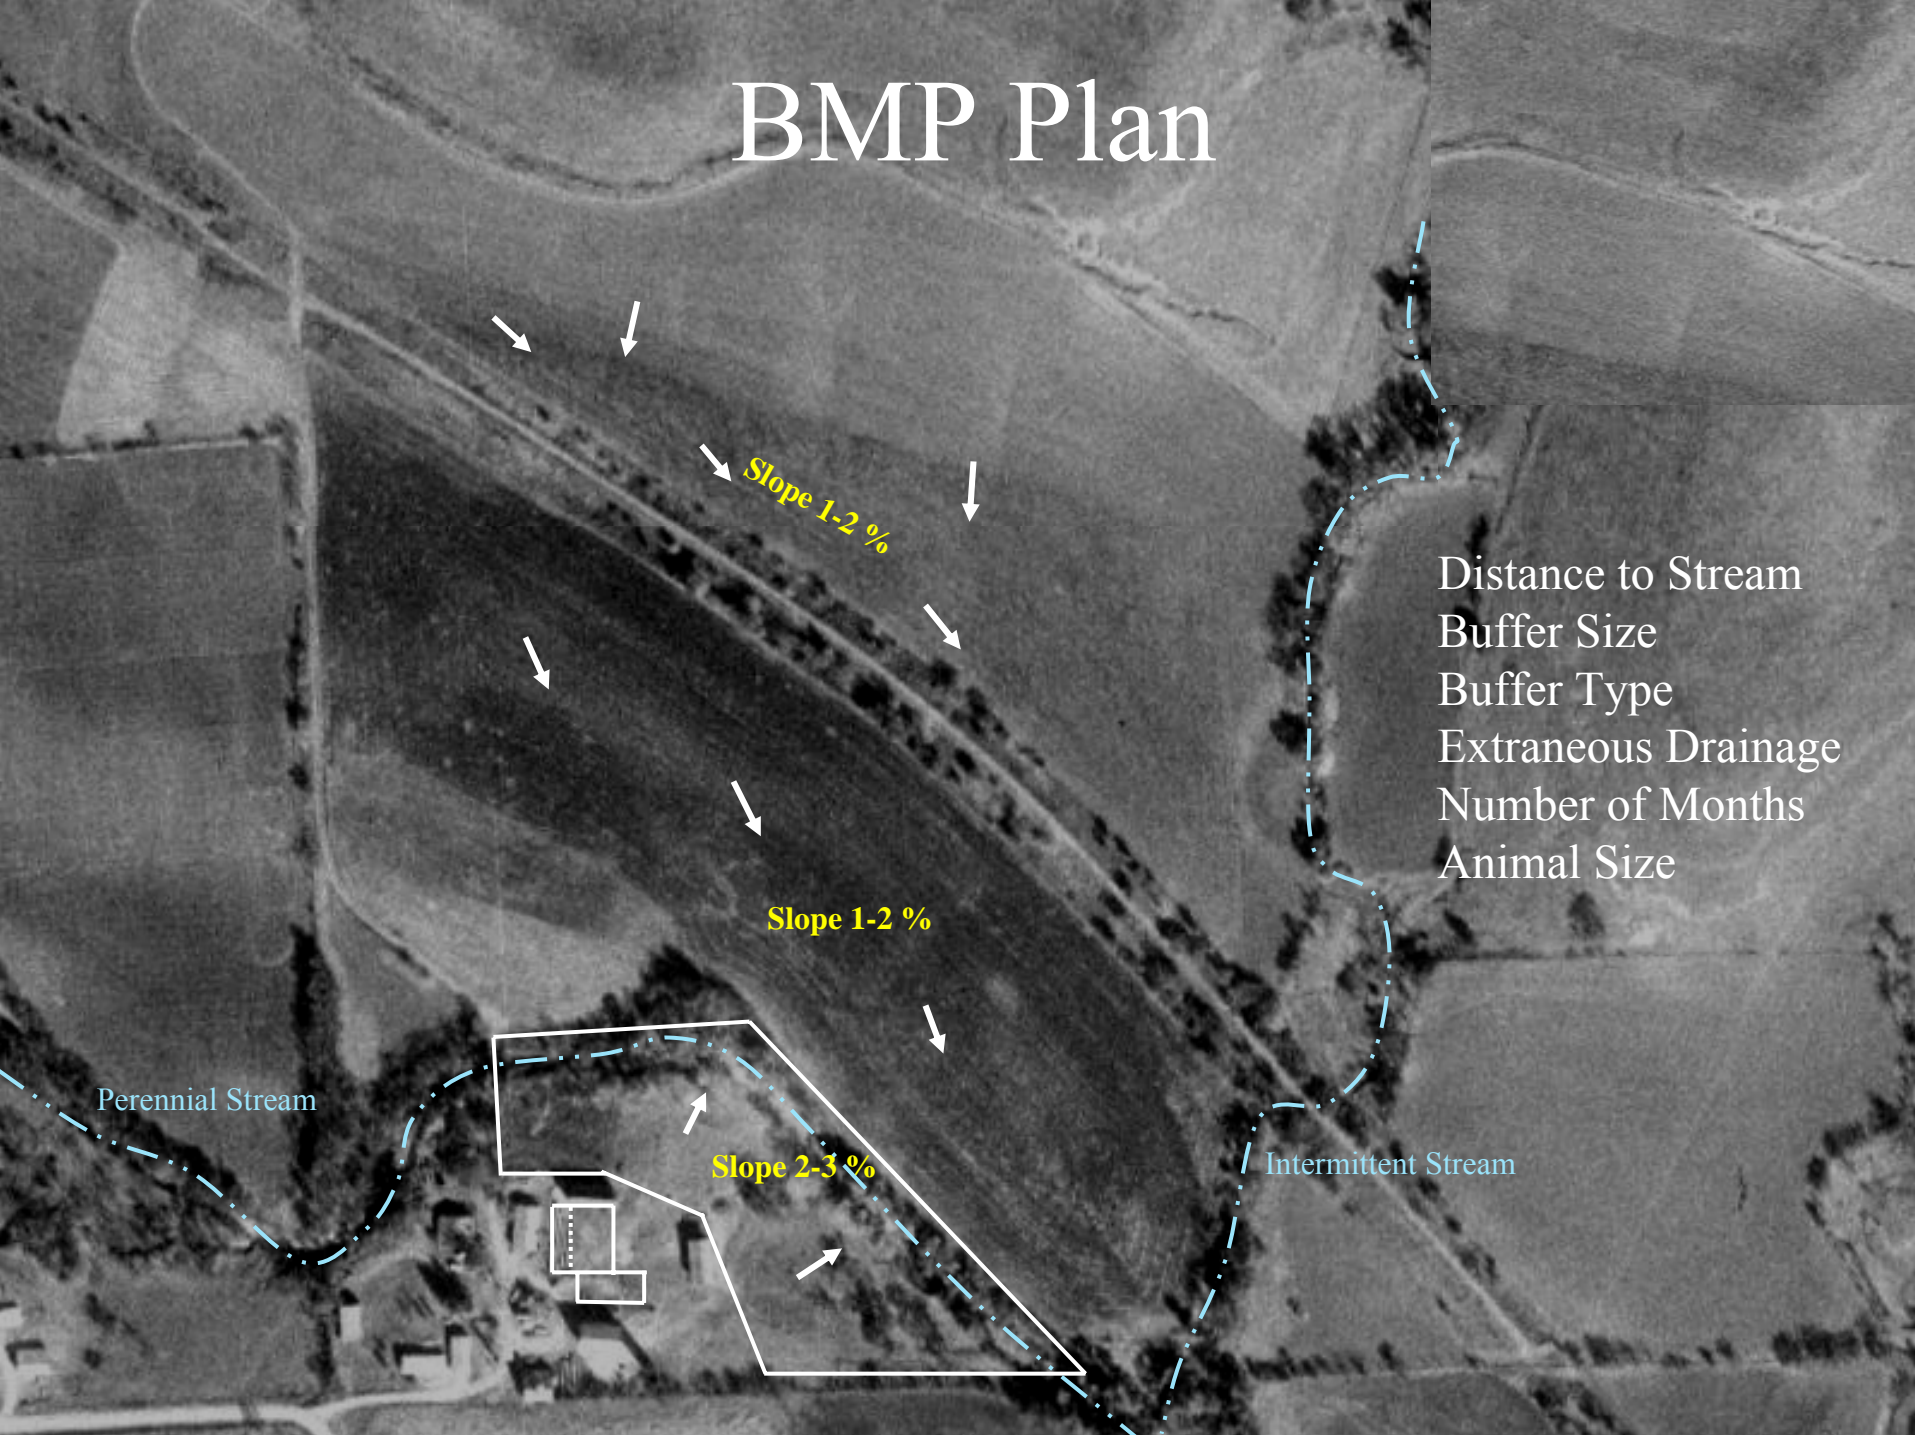 BMP Plan
Slope 1-2 %
Distance to Stream
Buffer Size
Buffer Type
Extraneous Drainage
Number of Months
Animal Size
Slope 1-2 %
Perennial Stream
Slope 2-3 %
Intermittent Stream